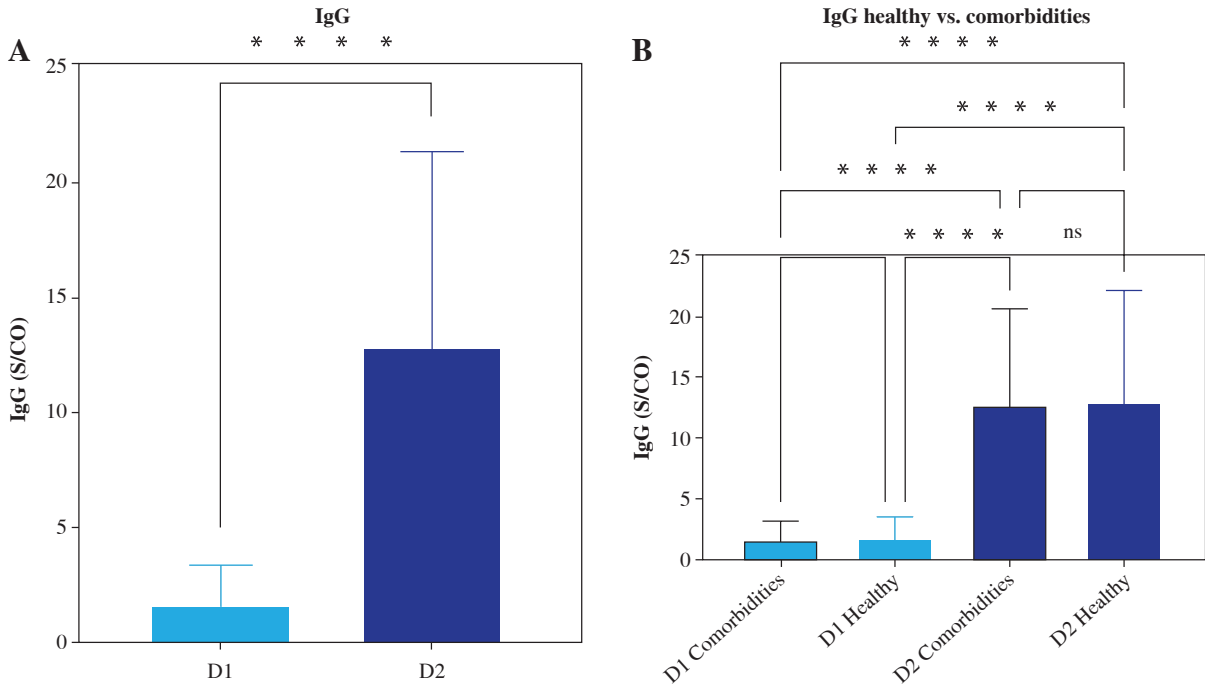 A
IgG
* * * *
25
20
15
10
5
0
IgG (S/CO)
D1
D2
B
IgG healthy vs. comorbidities
* * * *
* * * *
* * * *
* * * *
ns
25
20
15
10
5
0
IgG (S/CO)
D1 Comorbidities
D1 Healthy
D2 Comorbidities
D2 Healthy